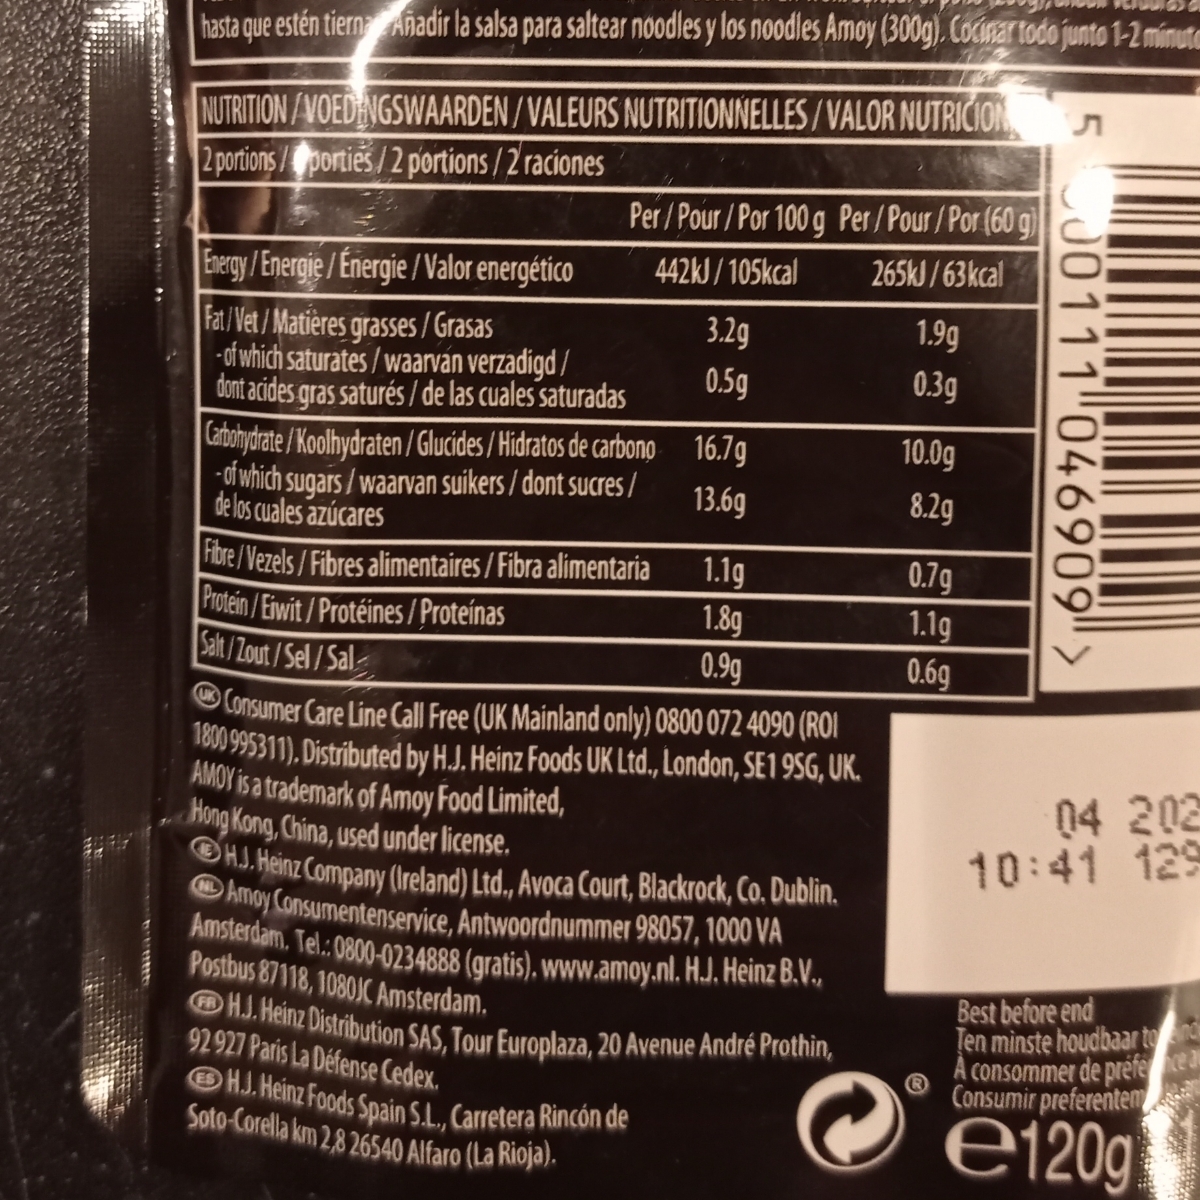 hasta que estén tiernas. Añadir la salsa para saltear noodles y los noodles Amoy (300g). Cocinar todo junto 1-2
NUTRITION / VOEDINGSWAARDEN / VALEURS NUTRITIONNELLES / VALOR NUTRICION
2 portions / porties / 2 portions / 2 raciones
Per / Pour / Por 100 g Per / Pour / Por (60 g)
Energy / Energie / Énergie / Valor energético 442kJ / 105kcal 265kJ / 63kcal
Fat / Vet / Matières grasses / Grasas 3.2g 1.9g
- of which saturates / waarvan verzadigd /
dont acides gras saturés / de las cuales saturadas 0.5g 0.3g
Carbohydrate / Koolhydraten / Glucides / Hidratos de carbono 16.7g 10.0g
- of which sugars / waarvan suikers / dont sucres /
de los cuales azúcares 13.6g 8.2g
Fibre / Vezels / Fibres alimentaires / Fibra alimentaria 1.1g 0.7g
Protein / Eiwit / Protéines / Proteínas 1.8g 1.1g
Salt / Zout / Sel / Sal 0.9g 0.6g
5 001111 046909 >
UK Consumer Care Line Call Free (UK Mainland only) 0800 072 4090 (ROI
1800 995311). Distributed by H.J. Heinz Foods UK Ltd., London, SE1 9SG, UK.
AMOY is a trademark of Amoy Food Limited,
Hong Kong, China, used under license.
IE H.J. Heinz Company (Ireland) Ltd., Avoca Court, Blackrock, Co. Dublin.
NL Amoy Consumentenservice, Antwoordnummer 98057, 1000 VA
Amsterdam. Tel.: 0800-0234888 (gratis). www.amoy.nl. H.J. Heinz B.V.,
Postbus 87118, 1080JC Amsterdam.
FR H.J. Heinz Distribution SAS, Tour Europlaza, 20 Avenue André Prothin,
92 927 Paris La Défense Cedex.
ES H.J. Heinz Foods Spain S.L., Carretera Rincón de
Soto-Corella km 2,8 26540 Alfaro (La Rioja).
04 202
10:41 129
Best before end
Ten minste houdbaar
À consommer de
Consumir
®
e120g